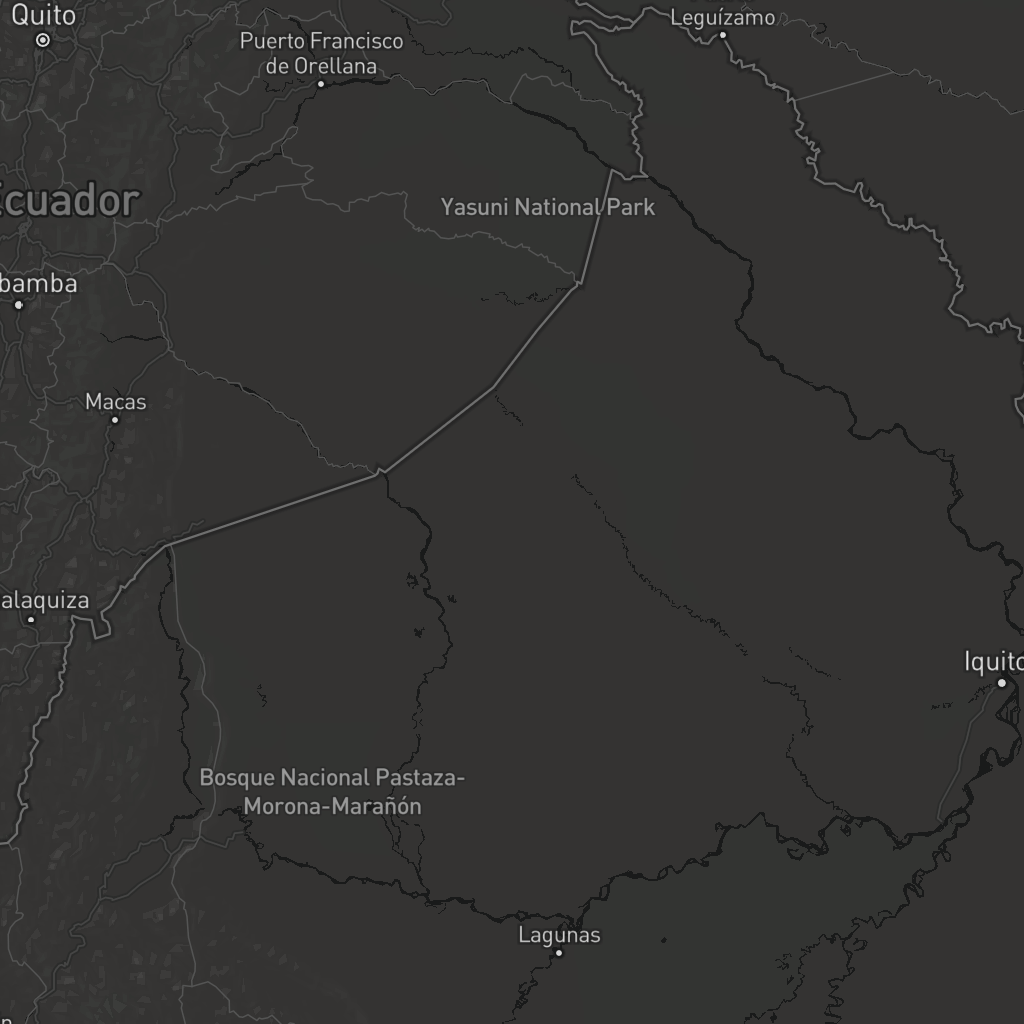 Quito
Leguízamo
Puerto Francisco
de Orellana
Ecuador
Yasuni National Park
bamba
Macas
alaquiza
Iquito
Bosque Nacional Pastaza-
Morona-Marañón
Lagunas